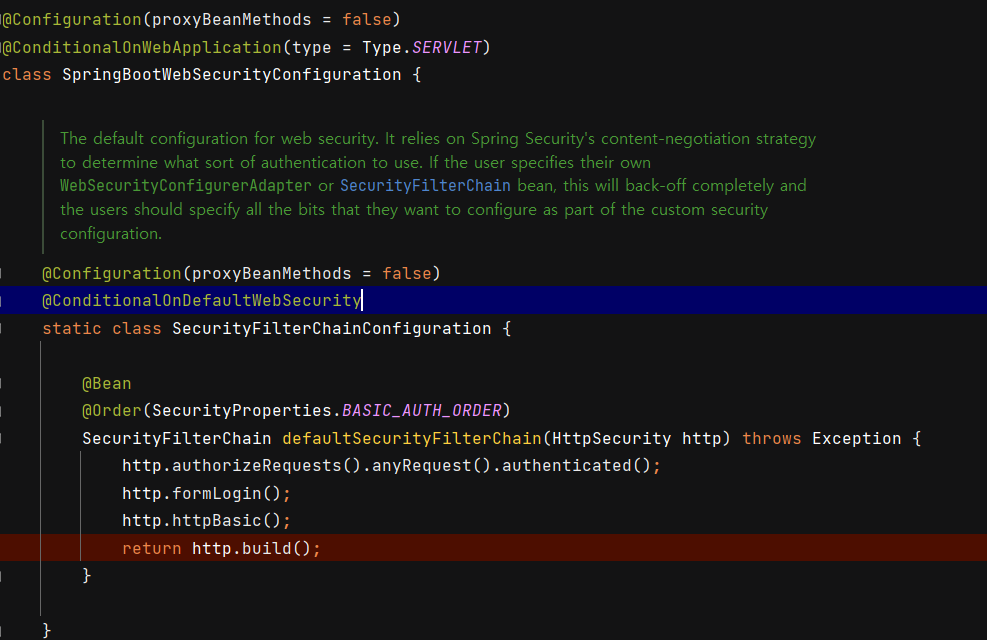 @Configuration(proxyBeanMethods = false)
@ConditionalOnWebApplication(type = Type.SERVLET)
class SpringBootWebSecurityConfiguration {
The default configuration for web security. It relies on Spring Security's content-negotiation strategy
to determine what sort of authentication to use. If the user specifies their own
WebSecurityConfigurerAdapter or SecurityFilterChain bean, this will back-off completely and
the users should specify all the bits that they want to configure as part of the custom security
configuration.
@Configuration(proxyBeanMethods = false)
@ConditionalOnDefaultWebSecurity
static class SecurityFilterChainConfiguration {
@Bean
@Order(SecurityProperties.BASIC_AUTH_ORDER)
SecurityFilterChain defaultSecurityFilterChain(HttpSecurity http) throws Exception {
http.authorizeRequests().anyRequest().authenticated();
http.formLogin();
http.httpBasic();
return http.build();
}
}